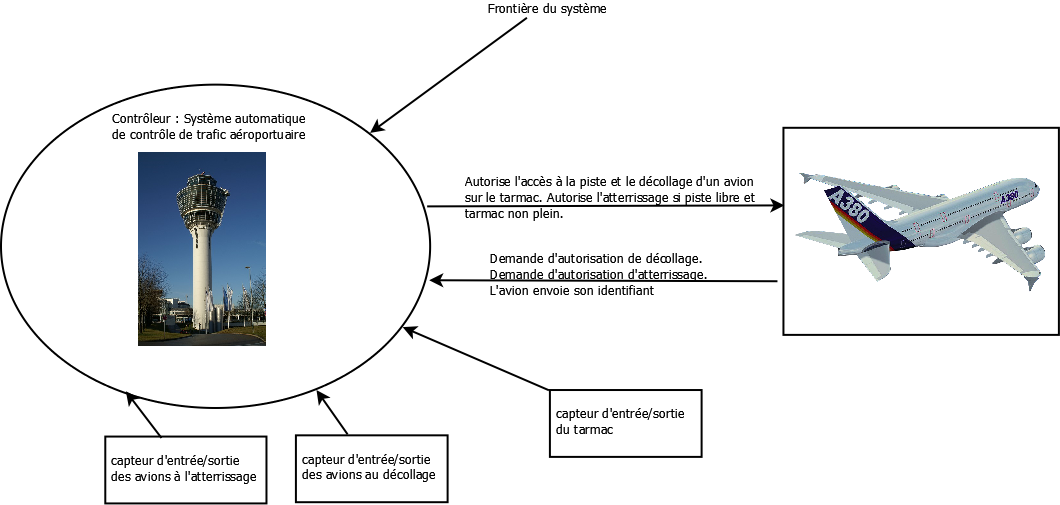 Frontière du système
Contrôleur : Système automatique
de contrôle de trafic aéroportuaire
Autorise l'accès à la piste et le décollage d'un avion
sur le tarmac. Autorise l'atterrissage si piste libre et
tarmac non plein.
A380
A380
Demande d'autorisation de décollage.
Demande d'autorisation d'atterrissage.
L'avion envoie son identifiant
capteur d'entrée/sortie
du tarmac
capteur d'entrée/sortie
des avions à l'atterrissage
capteur d'entrée/sortie
des avions au décollage